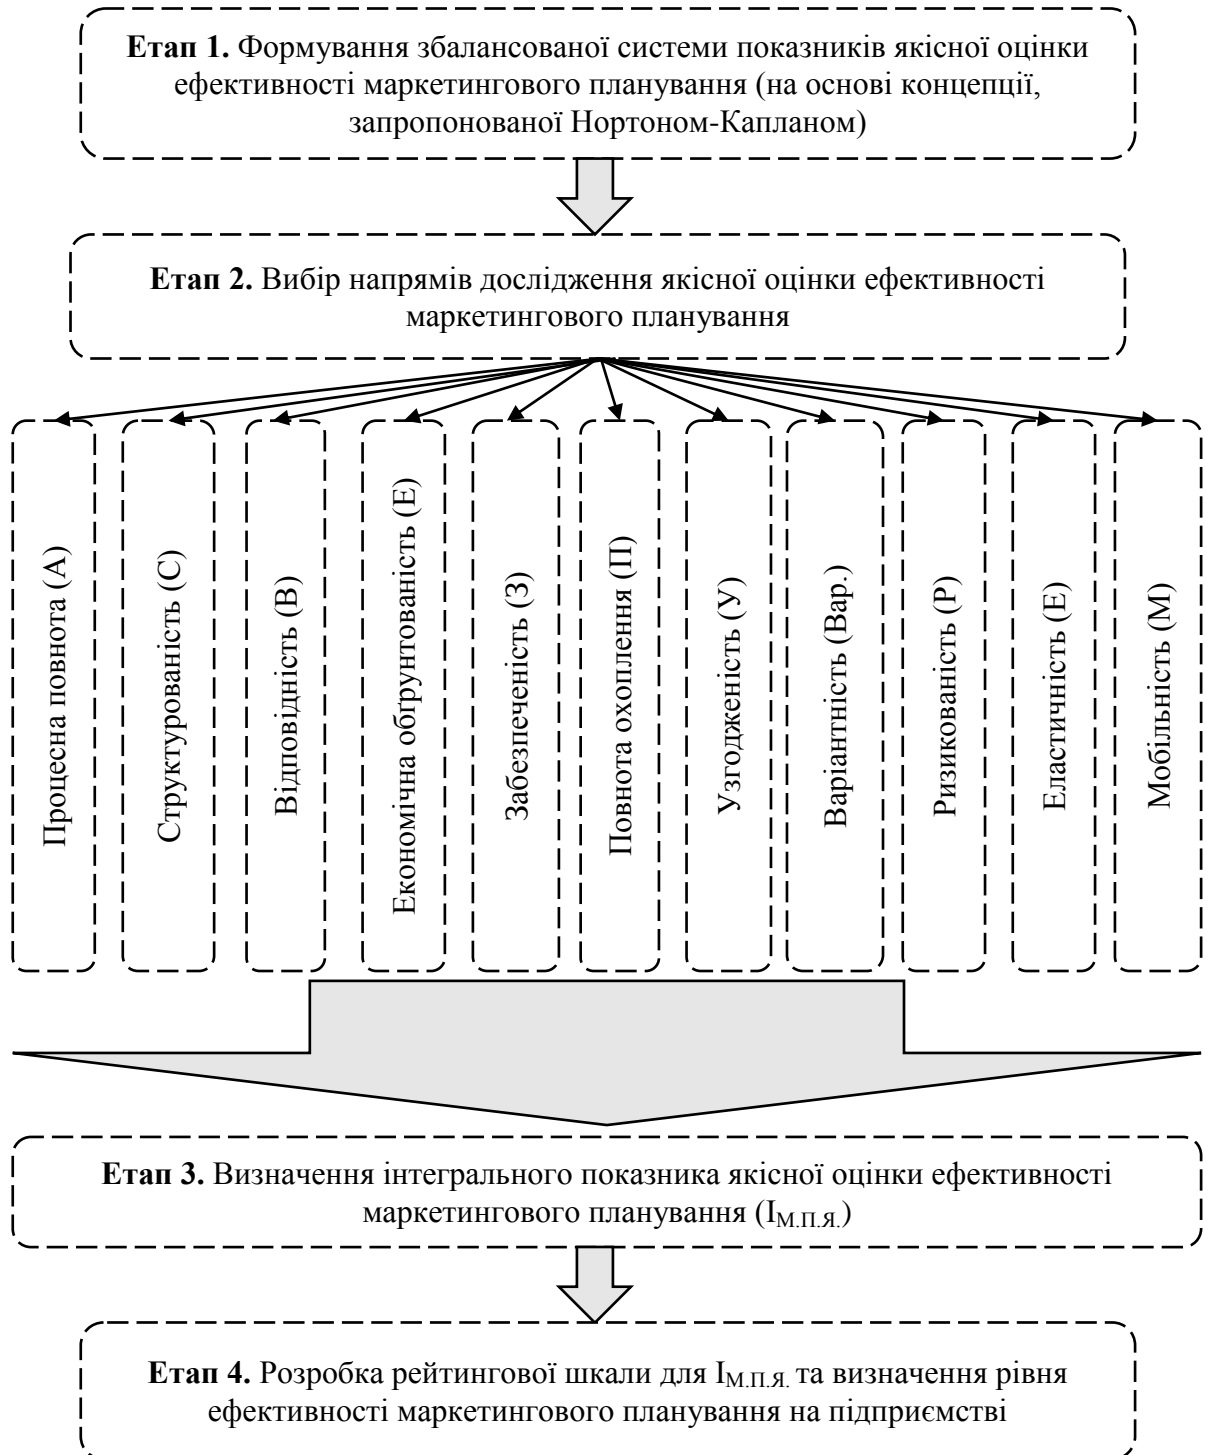 Етап 1. Формування збалансованої системи показників якісної оцінки
ефективності маркетингового планування (на основі концепції,
запропонованої Нортоном-Капланом)
Етап 2. Вибір напрямів дослідження якісної оцінки ефективності
маркетингового планування
Процесна повнота (А)
Структурованість (С)
Відповідність (В)
Економічна обґрунтованість (Е)
Забезпеченість (З)
Повнота охоплення (П)
Узгодженість (У)
Варіантність (Вар.)
Ризикованість (Р)
Еластичність (Е)
Мобільність (М)
Етап 3. Визначення інтегрального показника якісної оцінки ефективності
маркетингового планування (ІМ.П.Я.)
Етап 4. Розробка рейтингової шкали для ІМ.П.Я. та визначення рівня
ефективності маркетингового планування на підприємстві